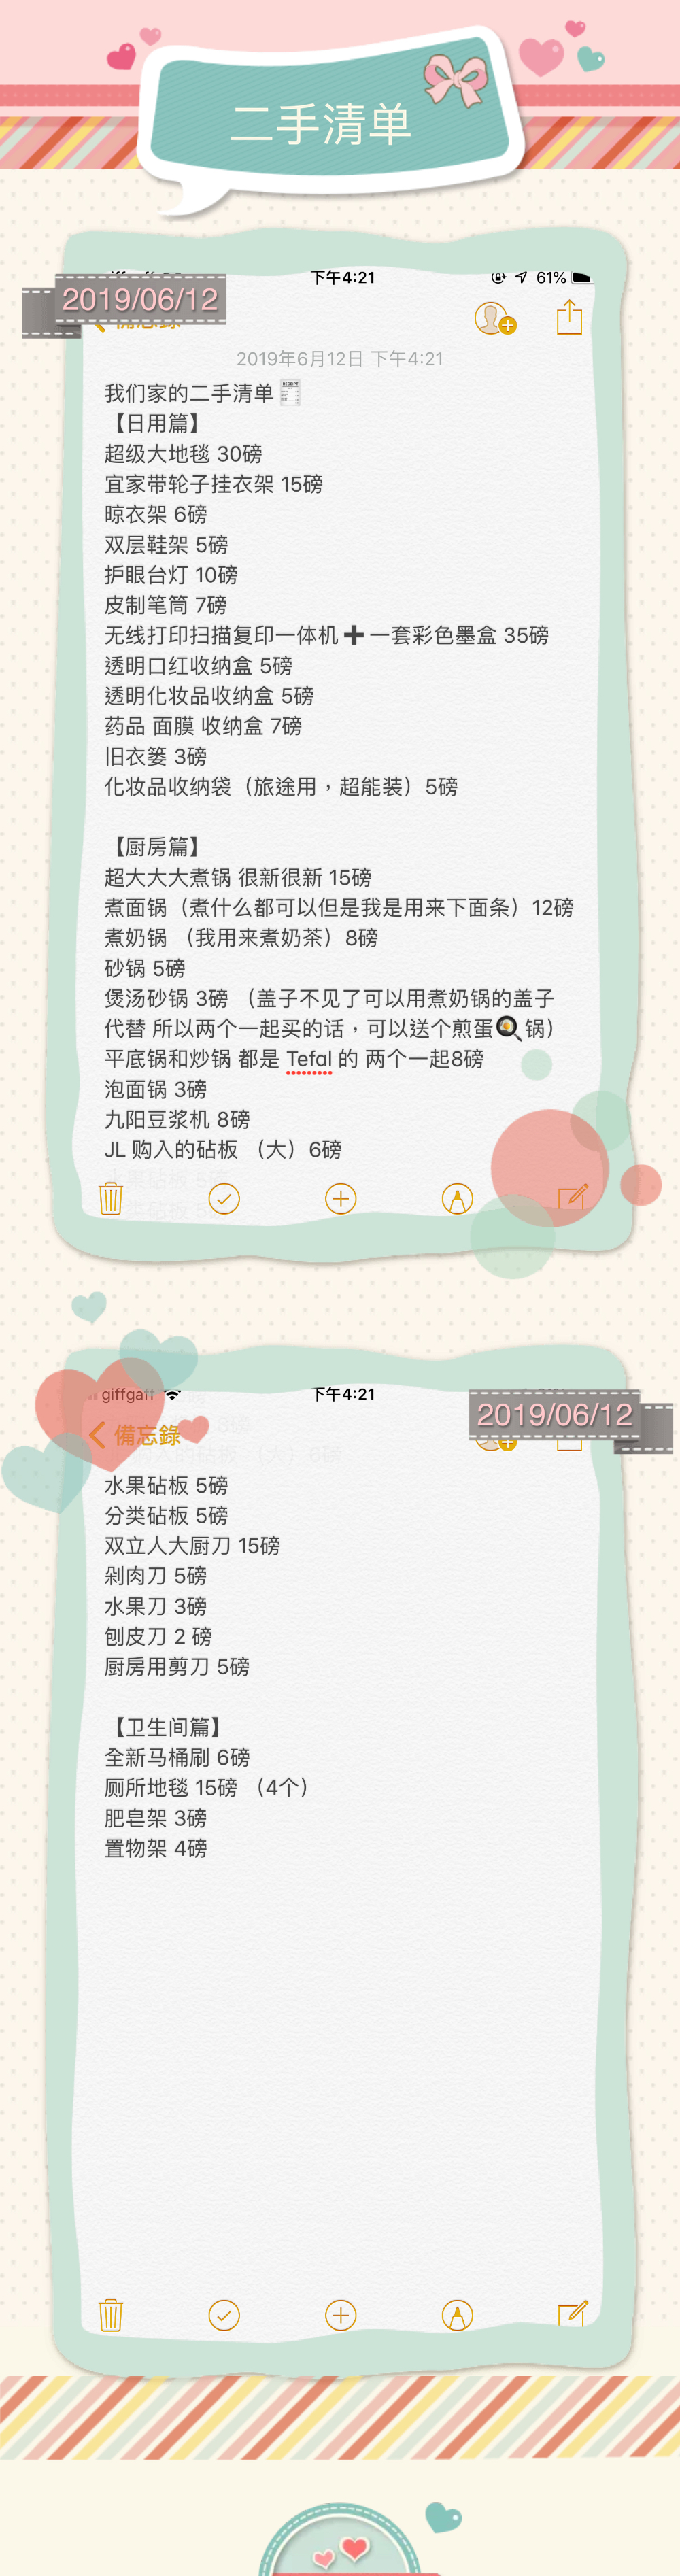 二手清单
下午4:21
61%
2019/06/12
2019年6月12日 下午4:21
我们家的二手清单🧾
【日用篇】
超级大地毯 30磅
宜家带轮子挂衣架 15磅
晾衣架 6磅
双层鞋架 5磅
护眼台灯 10磅
皮制笔筒 7磅
无线打印扫描复印一体机➕一套彩色墨盒 35磅
透明口红收纳盒 5磅
透明化妆品收纳盒 5磅
药品 面膜 收纳盒 7磅
旧衣篓 3磅
化妆品收纳袋（旅途用，超能装）5磅
【厨房篇】
超大大大煮锅 很新很新 15磅
煮面锅（煮什么都可以但是我是用来下面条）12磅
煮奶锅 （我用来煮奶茶）8磅
砂锅 5磅
煲汤砂锅 3磅 （盖子不见了可以用煮奶锅的盖子
代替 所以两个一起买的话，可以送个煎蛋🍳锅）
平底锅和炒锅 都是 Tefal 的 两个一起8磅
泡面锅 3磅
九阳豆浆机 8磅
JL 购入的砧板 （大）6磅
giffgaff
下午4:21
2019/06/12
備忘錄
水果砧板 5磅
分类砧板 5磅
双立人大厨刀 15磅
剁肉刀 5磅
水果刀 3磅
刨皮刀 2 磅
厨房用剪刀 5磅
【卫生间篇】
全新马桶刷 6磅
厕所地毯 15磅 （4个）
肥皂架 3磅
置物架 4磅